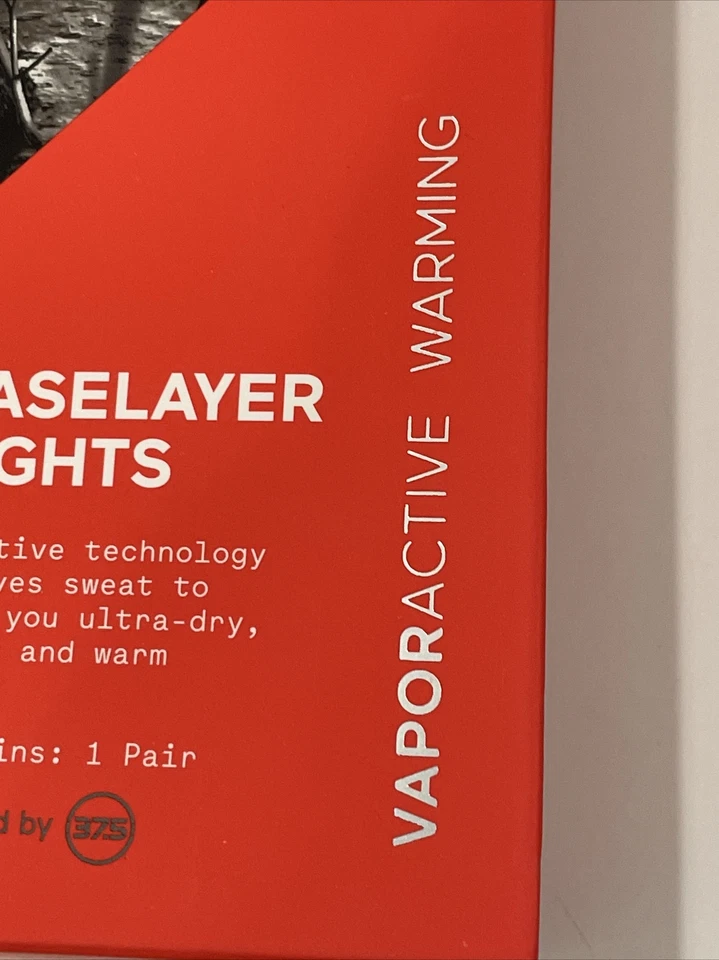 ASELAYER
GHTS
tive technology
ves sweat to
you ultra-dry,
and warm
ins: 1 Pair
d by 37.5
VAPORACTIVE WARMING